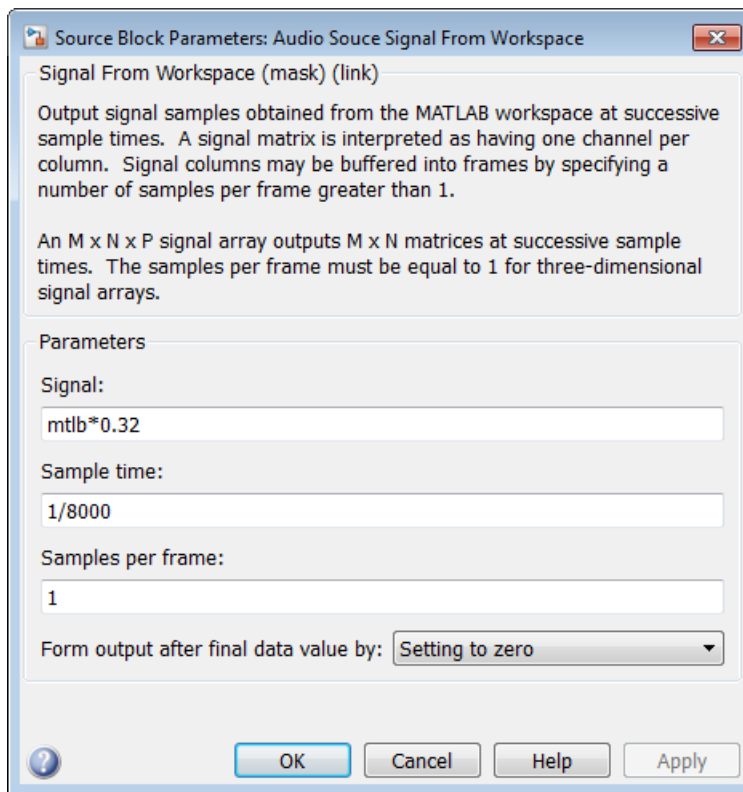 Source Block Parameters: Audio Souce Signal From Workspace
Signal From Workspace (mask) (link)
Output signal samples obtained from the MATLAB workspace at successive
sample times.  A signal matrix is interpreted as having one channel per
column.  Signal columns may be buffered into frames by specifying a
number of samples per frame greater than 1.
An M x N x P signal array outputs M x N matrices at successive sample
times.  The samples per frame must be equal to 1 for three-dimensional
signal arrays.
Parameters
Signal:
mtlb*0.32
Sample time:
1/8000
Samples per frame:
1
Form output after final data value by: Setting to zero
OK Cancel Help Apply